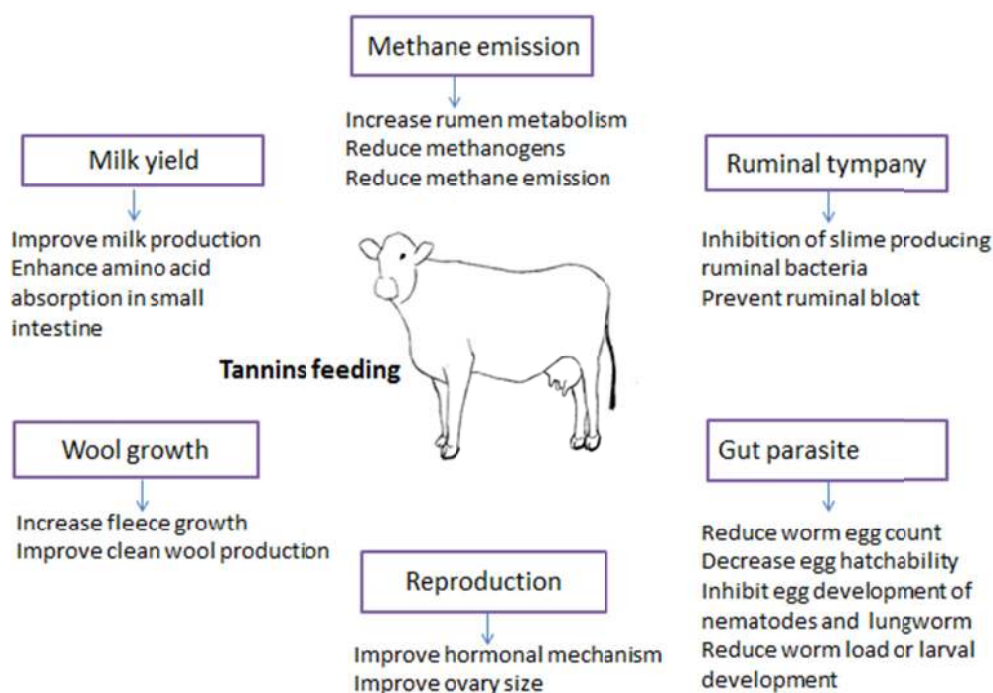 Methane emission
Increase rumen metabolism
Reduce methanogens
Reduce methane emission
Milk yield
Improve milk production
Enhance amino acid
absorption in small
intestine
Ruminal tympany
Inhibition of slime producing
ruminal bacteria
Prevent ruminal bloat
Tannins feeding
Wool growth
Increase fleece growth
Improve clean wool production
Gut parasite
Reduce worm egg count
Decrease egg hatchability
Inhibit egg development of
nematodes and lungworm
Reduce worm load or larval
development
Reproduction
Improve hormonal mechanism
Improve ovary size